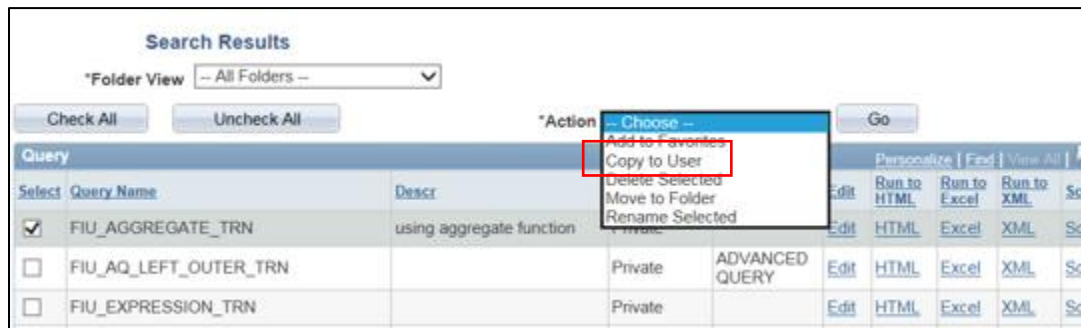 Search Results
*Folder View -- All Folders --
Check All Uncheck All *Action -- Choose -- Go
Add to Favorites
Copy to User
Delete Selected
Move to Folder
Rename Selected
Query Personalize | Find | View All |
Select Query Name Descr Edit Run to HTML Run to Excel Run to XML
FIU_AGGREGATE_TRN using aggregate function Private Edit HTML Excel XML
FIU_AQ_LEFT_OUTER_TRN Private ADVANCED QUERY Edit HTML Excel XML
FIU_EXPRESSION_TRN Private Edit HTML Excel XML